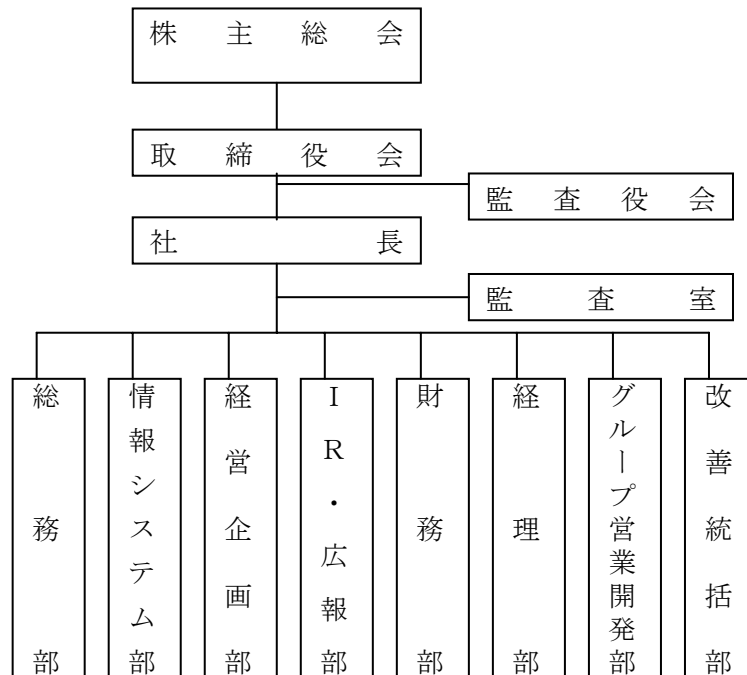 株主総会
取締役会
監査役会
社長
監査室
総務部
情報システム部
経営企画部
IR・広報部
財務部
経理部
グループ営業開発部
改善統括部